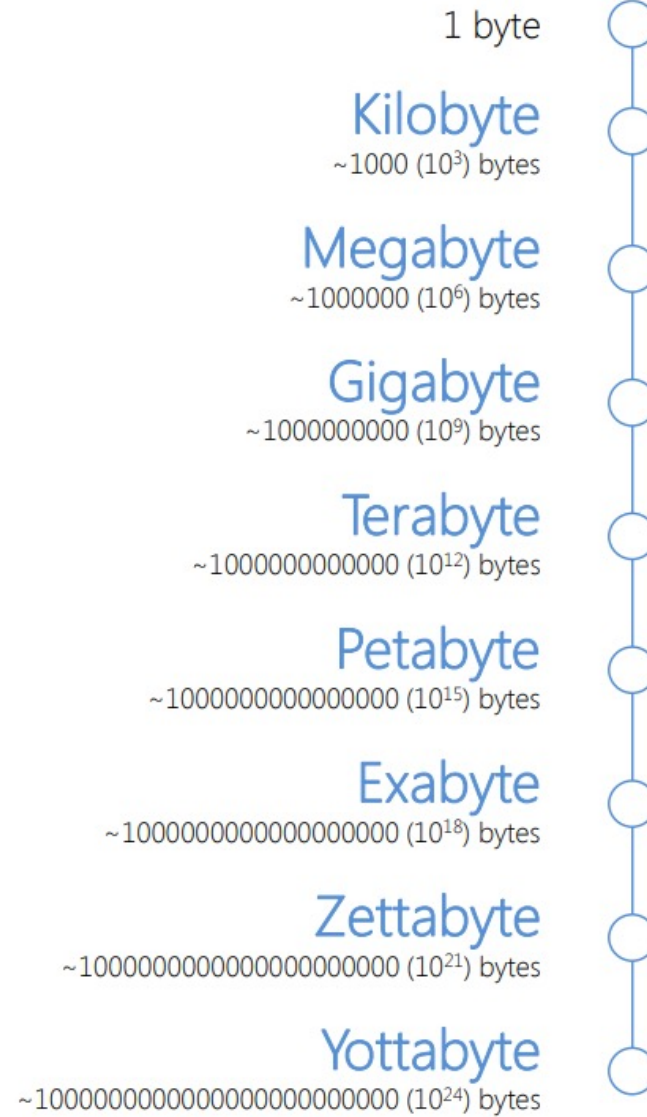 1 byte
Kilobyte
~1000 (10³) bytes
Megabyte
~1000000 (10⁶) bytes
Gigabyte
~1000000000 (10⁹) bytes
Terabyte
~1000000000000 (10¹²) bytes
Petabyte
~1000000000000000 (10¹⁵) bytes
Exabyte
~1000000000000000000 (10¹⁸) bytes
Zettabyte
~1000000000000000000000 (10²¹) bytes
Yottabyte
~1000000000000000000000000 (10²⁴) bytes